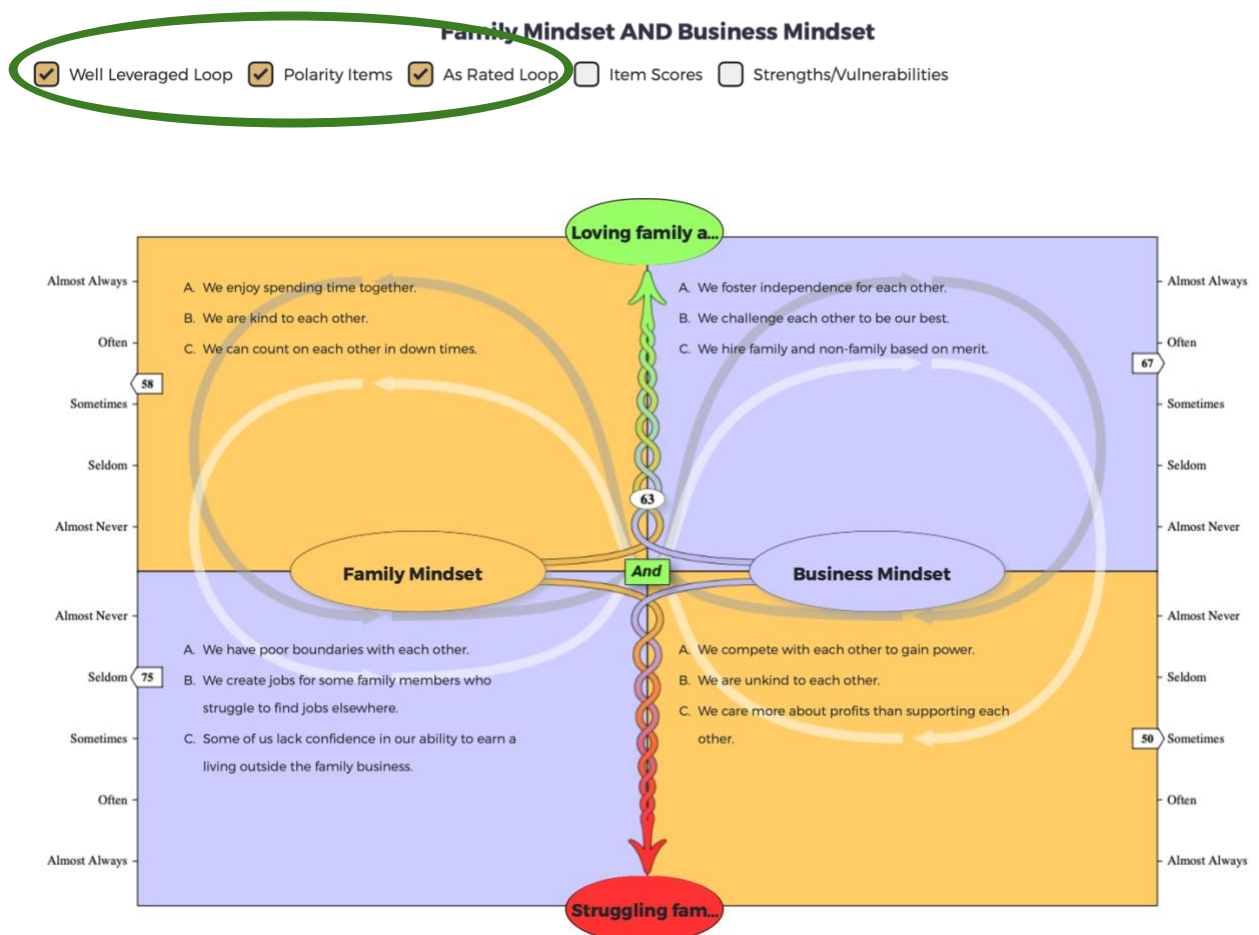 Family Mindset AND Business Mindset
Well Leveraged Loop Polarity Items As Rated Loop Item Scores Strengths/Vulnerabilities
Loving family a...
Almost Always
Often
58
Sometimes
Seldom
Almost Never
A. We enjoy spending time together.
B. We are kind to each other.
C. We can count on each other in down times.
A. We foster independence for each other.
B. We challenge each other to be our best.
C. We hire family and non-family based on merit.
Almost Always
Often
67
Sometimes
Seldom
Almost Never
63
Family Mindset
And
Business Mindset
Almost Never
Seldom
75
Sometimes
Often
Almost Always
A. We have poor boundaries with each other.
B. We create jobs for some family members who
struggle to find jobs elsewhere.
C. Some of us lack confidence in our ability to earn a
living outside the family business.
A. We compete with each other to gain power.
B. We are unkind to each other.
C. We care more about profits than supporting each
other.
Almost Never
Seldom
50
Sometimes
Often
Almost Always
Struggling fam...